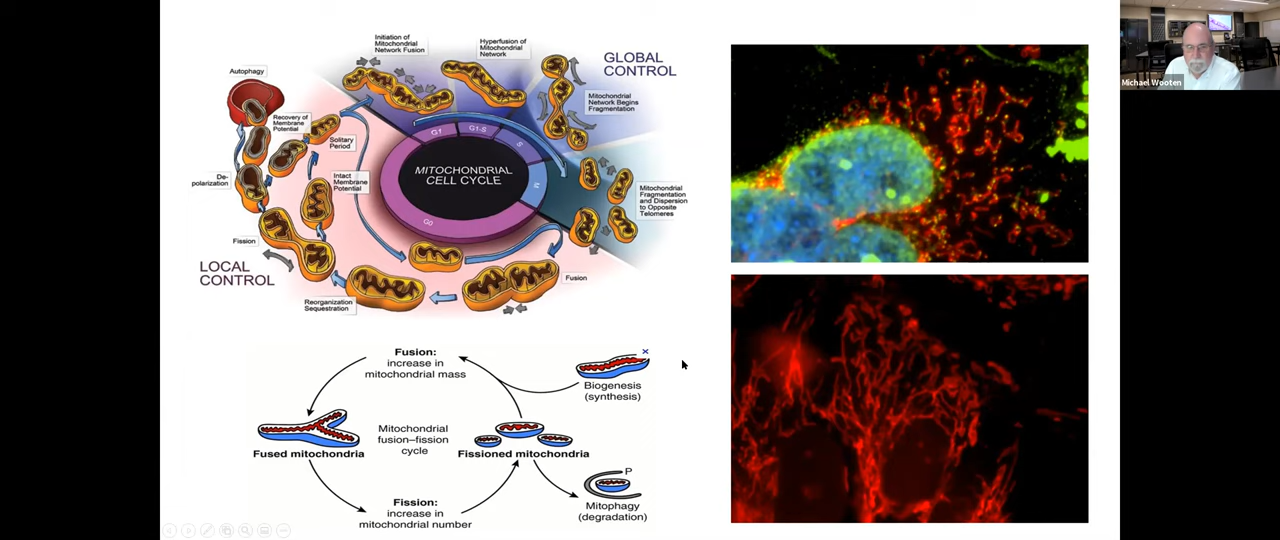 Initiation of
Mitochondrial
Network Fusion
Hyperfusion of
Mitochondrial
Network
GLOBAL
CONTROL
Autophagy
Mitochondrial
Network Begins
Fragmentation
Recovery of
Membrane
Potential
Solitary
Period
G1
G1-S
S
M
G0
MITOCHONDRIAL
CELL CYCLE
De-
polarization
Intact
Membrane
Potential
Mitochondrial
Fragmentation
and Dispersion
to Opposite
Telomeres
Fission
LOCAL
CONTROL
Fusion
Reorganization
Sequestration
Fusion:
increase in
mitochondrial mass
Biogenesis
(synthesis)
Mitochondrial
fusion–fission
cycle
Fused mitochondria
Fissioned mitochondria
P
Mitophagy
(degradation)
Fission:
increase in
mitochondrial number
Michael Wooten